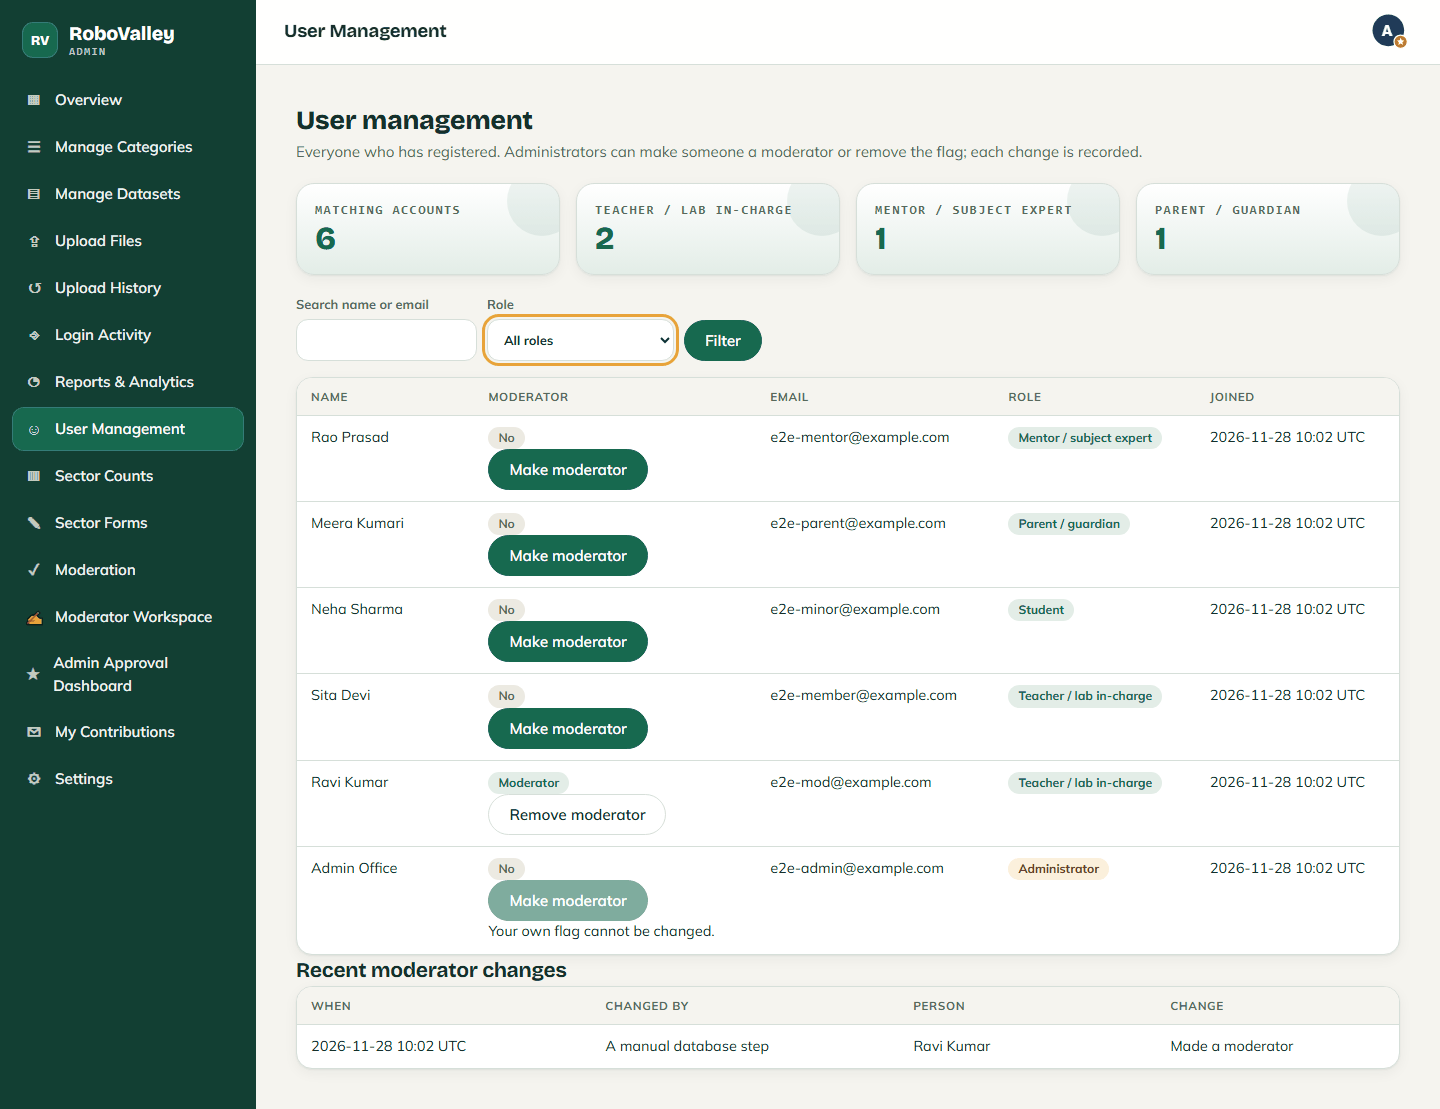 RV
RoboValley
ADMIN
Overview
Manage Categories
Manage Datasets
Upload Files
Upload History
Login Activity
Reports & Analytics
User Management
Sector Counts
Sector Forms
Moderation
Moderator Workspace
Admin Approval
Dashboard
My Contributions
Settings
User Management
A
User management
Everyone who has registered. Administrators can make someone a moderator or remove the flag; each change is recorded.
MATCHING ACCOUNTS
6
TEACHER / LAB IN-CHARGE
2
MENTOR / SUBJECT EXPERT
1
PARENT / GUARDIAN
1
Search name or email
Role
All roles
Filter
NAME MODERATOR EMAIL ROLE JOINED
Rao Prasad No e2e-mentor@example.com Mentor / subject expert 2026-11-28 10:02 UTC
Make moderator
Meera Kumari No e2e-parent@example.com Parent / guardian 2026-11-28 10:02 UTC
Make moderator
Neha Sharma No e2e-minor@example.com Student 2026-11-28 10:02 UTC
Make moderator
Sita Devi No e2e-member@example.com Teacher / lab in-charge 2026-11-28 10:02 UTC
Make moderator
Ravi Kumar Moderator e2e-mod@example.com Teacher / lab in-charge 2026-11-28 10:02 UTC
Remove moderator
Admin Office No e2e-admin@example.com Administrator 2026-11-28 10:02 UTC
Make moderator
Your own flag cannot be changed.
Recent moderator changes
WHEN CHANGED BY PERSON CHANGE
2026-11-28 10:02 UTC A manual database step Ravi Kumar Made a moderator